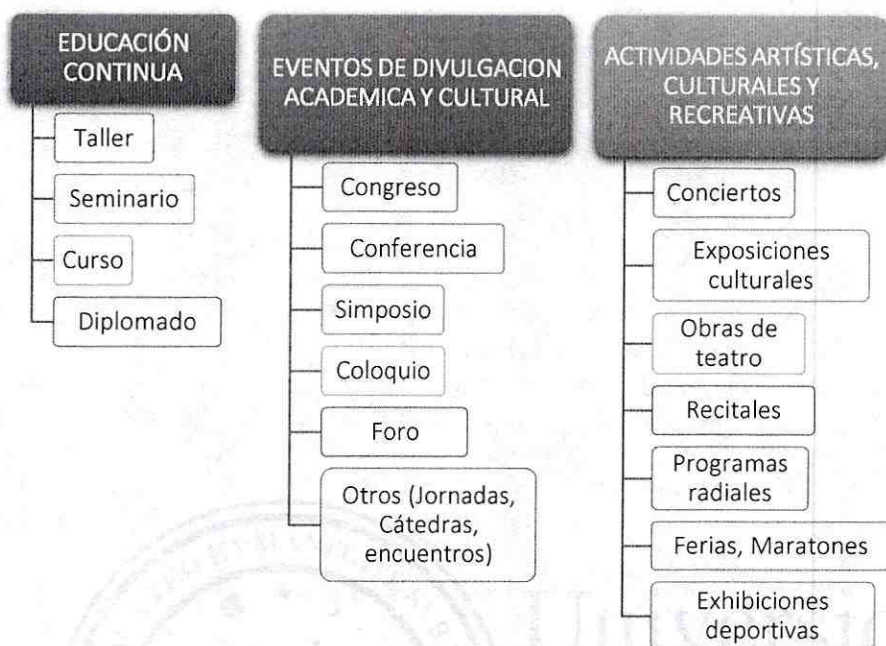 EDUCACIÓN
CONTINUA
Taller
Seminario
Curso
Diplomado
EVENTOS DE DIVULGACION
ACADEMICA Y CULTURAL
Congreso
Conferencia
Simposio
Coloquio
Foro
Otros (Jornadas,
Cátedras,
encuentros)
ACTIVIDADES ARTÍSTICAS,
CULTURALES Y
RECREATIVAS
Conciertos
Exposiciones
culturales
Obras de
teatro
Recitales
Programas
radiales
Ferias, Maratones
Exhibiciones
deportivas